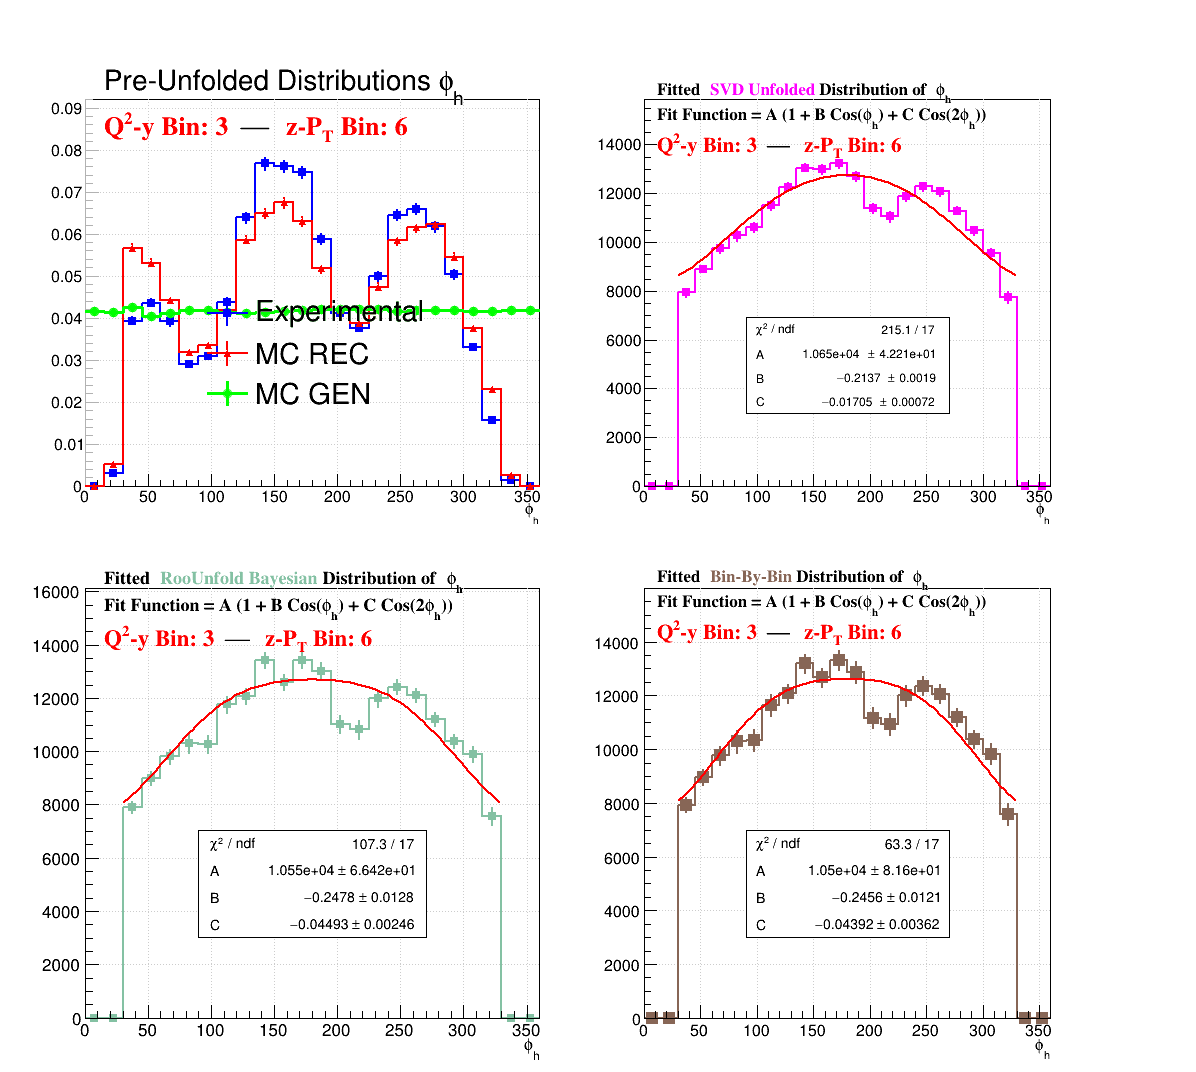 Pre-Unfolded Distributions ϕh
Q²-y Bin: 3 — z-PT Bin: 6
0.09
0.08
0.07
0.06
0.05
0.04
0.03
0.02
0.01
0
Experimental
MC REC
MC GEN
0 50 100 150 200 250 300 350
ϕh
Fitted SVD Unfolded Distribution of ϕh
Fit Function = A (1 + B Cos(ϕh) + C Cos(2ϕh))
Q²-y Bin: 3 — z-PT Bin: 6
14000
12000
10000
8000
6000
4000
2000
0
χ² / ndf 215.1 / 17
A 1.065e+04 ± 4.221e+01
B −0.2137 ± 0.0019
C −0.01705 ± 0.00072
0 50 100 150 200 250 300 350
ϕh
Fitted RooUnfold Bayesian Distribution of ϕh
Fit Function = A (1 + B Cos(ϕh) + C Cos(2ϕh))
Q²-y Bin: 3 — z-PT Bin: 6
16000
14000
12000
10000
8000
6000
4000
2000
0
χ² / ndf 107.3 / 17
A 1.055e+04 ± 6.642e+01
B −0.2478 ± 0.0128
C −0.04493 ± 0.00246
0 50 100 150 200 250 300 350
ϕh
Fitted Bin-By-Bin Distribution of ϕh
Fit Function = A (1 + B Cos(ϕh) + C Cos(2ϕh))
Q²-y Bin: 3 — z-PT Bin: 6
14000
12000
10000
8000
6000
4000
2000
0
χ² / ndf 63.3 / 17
A 1.05e+04 ± 8.16e+01
B −0.2456 ± 0.0121
C −0.04392 ± 0.00362
0 50 100 150 200 250 300 350
ϕh